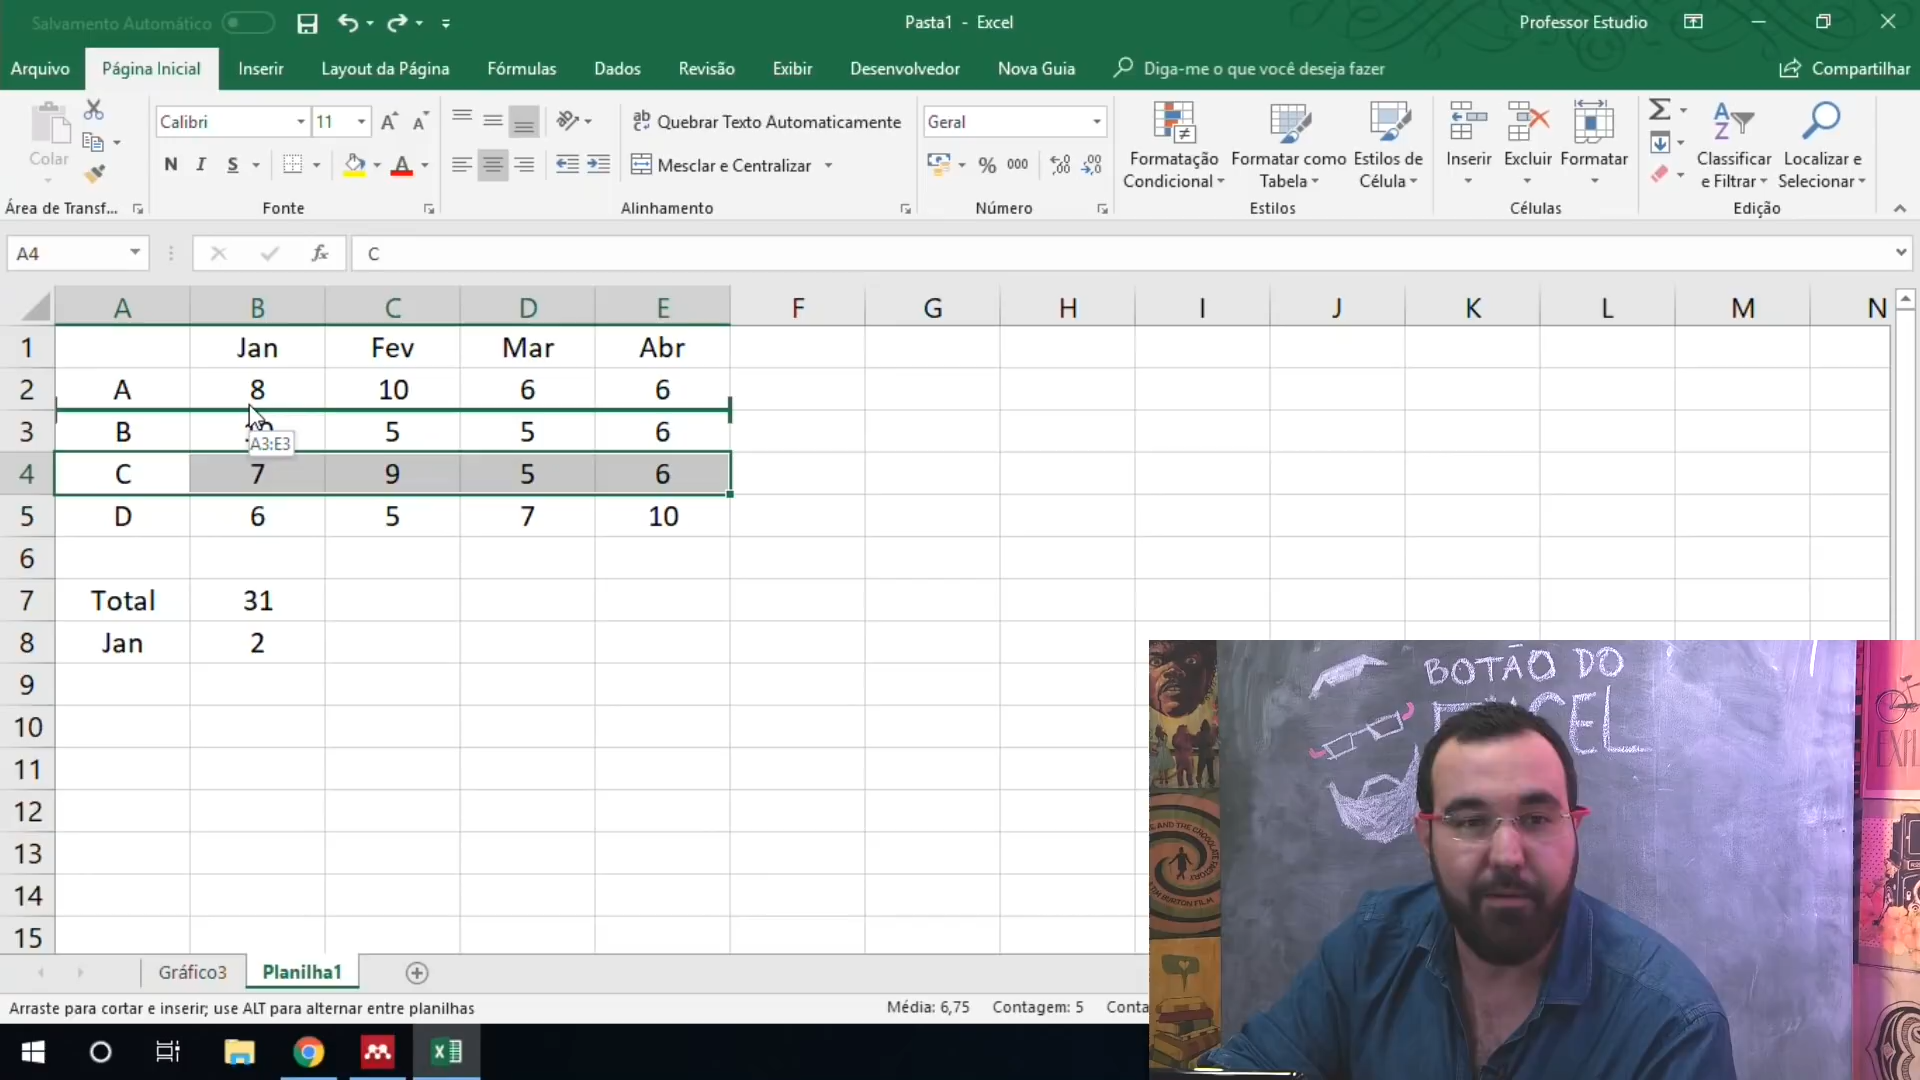 Salvamento Automático
Pasta1 - Excel
Professor Estudio
Arquivo Página Inicial Inserir Layout da Página Fórmulas Dados Revisão Exibir Desenvolvedor Nova Guia Diga-me o que você deseja fazer Compartilhar
Colar
Área de Transf...
Calibri 11
N I S A
Fonte
ab Quebrar Texto Automaticamente
Mesclar e Centralizar
Alinhamento
Geral
% 000
Número
Formatação Condicional
Formatar como Tabela
Estilos de Célula
Estilos
Inserir Excluir Formatar
Células
Classificar e Filtrar
Localizar e Selecionar
Edição
A4 fx C
A B C D E F G H I J K L M N
1 Jan Fev Mar Abr
2 A 8 10 6 6
3 B 5 5 6
A3:E3
4 C 7 9 5 6
5 D 6 5 7 10
6
7 Total 31
8 Jan 2
9
10
11
12
13
14
15
BOTÃO DO
EXCEL
Gráfico3 Planilha1
Arraste para cortar e inserir; use ALT para alternar entre planilhas
Média: 6,75 Contagem: 5 Conta